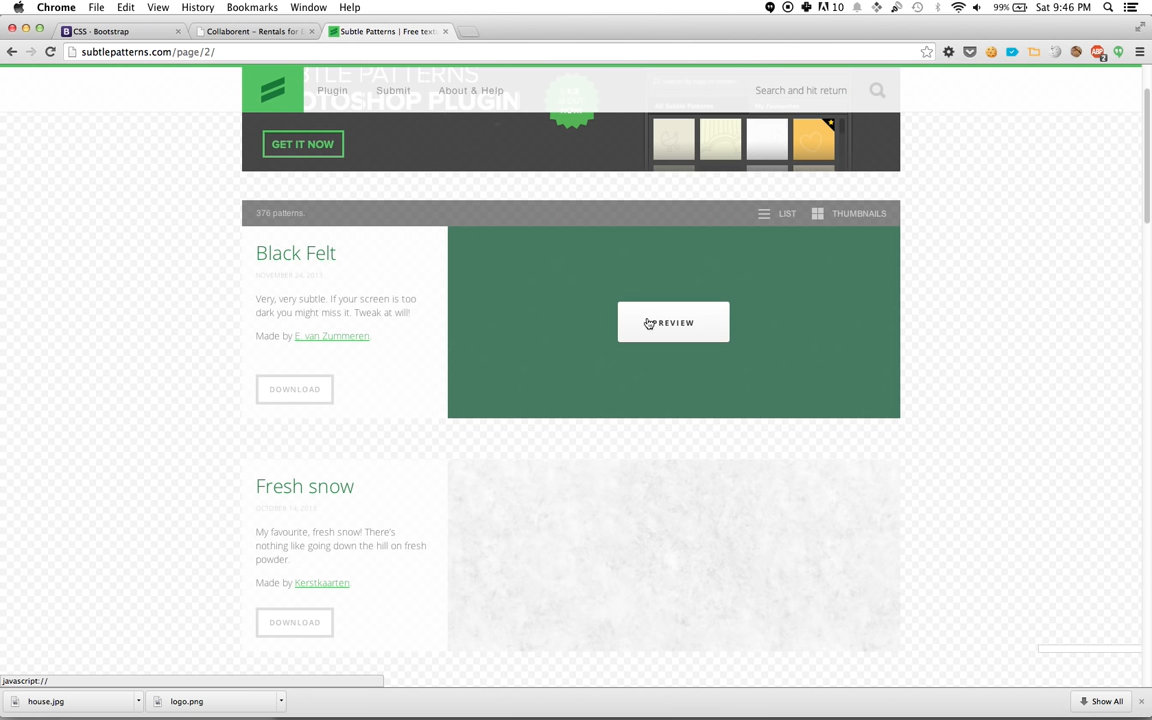 Chrome File Edit View History Bookmarks Window Help
10
99% Sat 9:46 PM
CSS · Bootstrap
Collaborent – Rentals for
Subtle Patterns | Free text
subtlepatterns.com/page/2/
2
SUBTLE PATTERNS
Plugin Submit About & Help
Search and hit return
PHOTOSHOP PLUGIN
GET IT NOW
376 patterns.
LIST THUMBNAILS
Black Felt
NOVEMBER 24, 2013
Very, very subtle. If your screen is too
dark you might miss it. Tweak at will!
Made by E. van Zummeren.
DOWNLOAD
PREVIEW
Fresh snow
OCTOBER 14, 2013
My favourite, fresh snow! There's
nothing like going down the hill on fresh
powder.
Made by Kerstkaarten.
DOWNLOAD
javascript://
house.jpg
logo.png
Show All